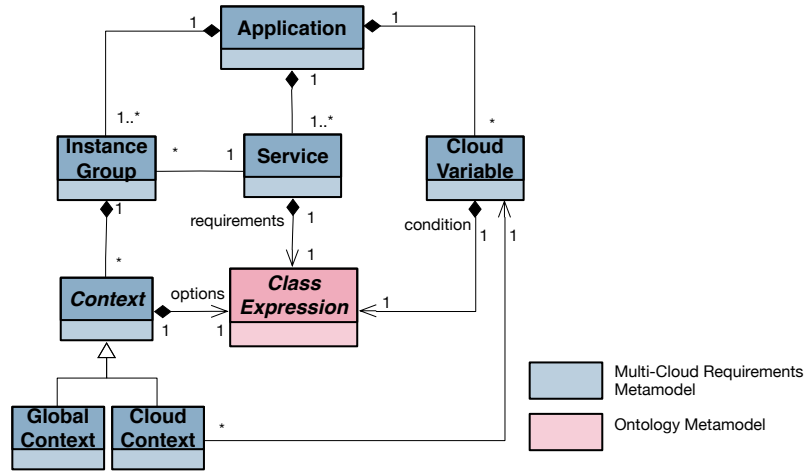 Application
1
1
1
1..*
1..*
*
Instance
Group
*
1
Service
Cloud
Variable
1
requirements
1
condition
1
1
*
1
Context
options
Class
Expression
1
1
1
Global
Context
Cloud
Context
*
Multi-Cloud Requirements
Metamodel
Ontology Metamodel